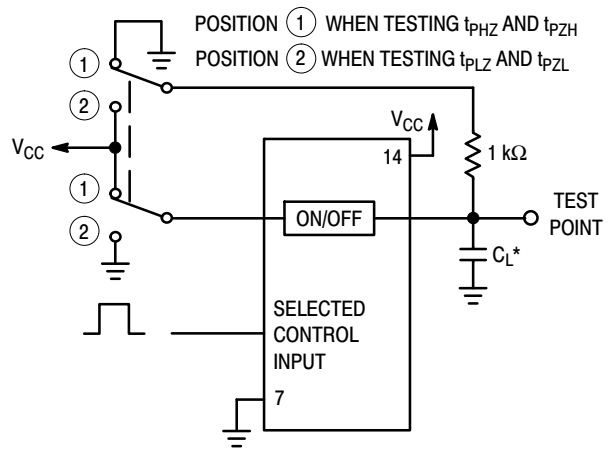 POSITION 1 WHEN TESTING tPHZ AND tPZH
POSITION 2 WHEN TESTING tPLZ AND tPZL
1
2
VCC
1
2
VCC
14
1 kΩ
ON/OFF
TEST
POINT
CL*
SELECTED
CONTROL
INPUT
7